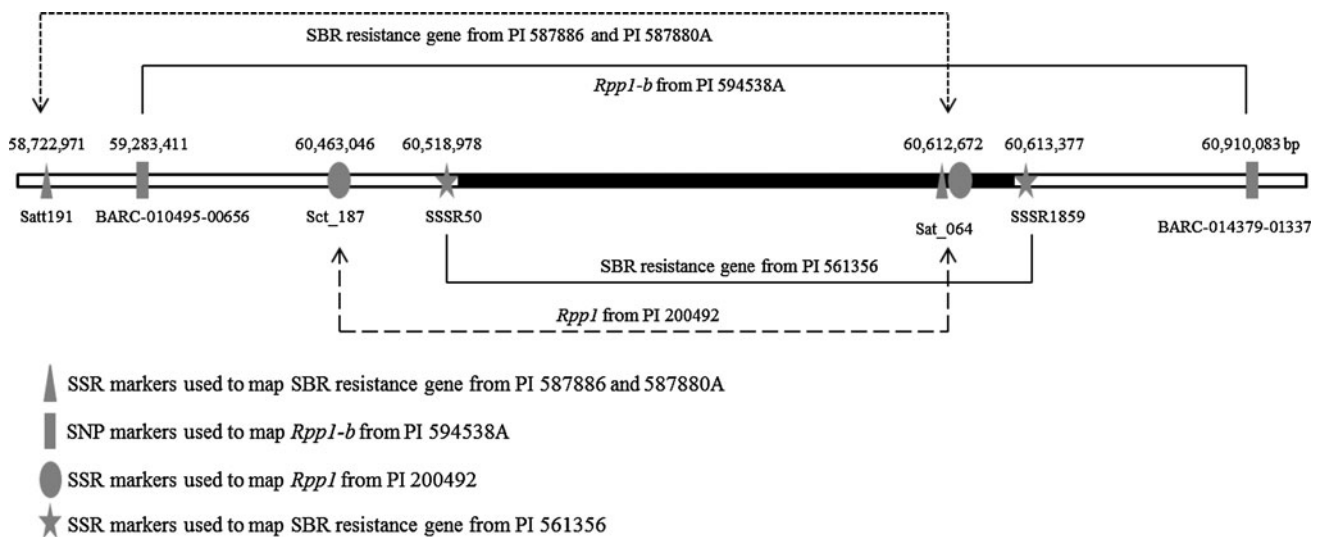 SBR resistance gene from PI 587886 and PI 587880A
Rpp1-b from PI 594538A
58,722,971 59,283,411 60,463,046 60,518,978 60,612,672 60,613,377 60,910,083 bp
Satt191 BARC-010495-00656 Sct_187 SSSR50 Sat_064 SSSR1859 BARC-014379-01337
SBR resistance gene from PI 561356
Rpp1 from PI 200492
SSR markers used to map SBR resistance gene from PI 587886 and 587880A
SNP markers used to map Rpp1-b from PI 594538A
SSR markers used to map Rpp1 from PI 200492
SSR markers used to map SBR resistance gene from PI 561356